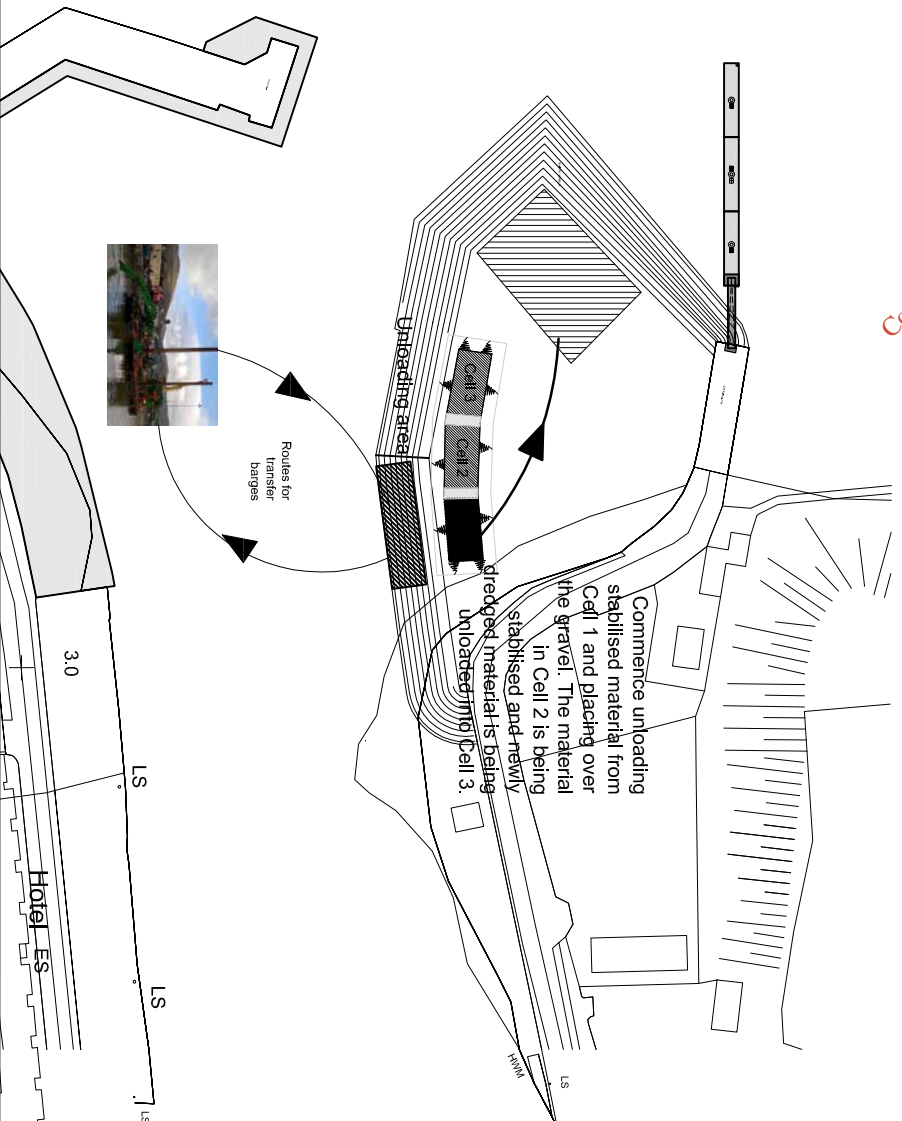 Unloading area
Cell 3
Cell 2
Routes for
transfer
barges
Commence unloading
stabilised material from
Cell 1 and placing over
the gravel. The material
in Cell 2 is being
stabilised and newly
dredged material is being
unloaded into Cell 3.
3.0
LS
Hotel
ES
LS
LS
HWM
LS